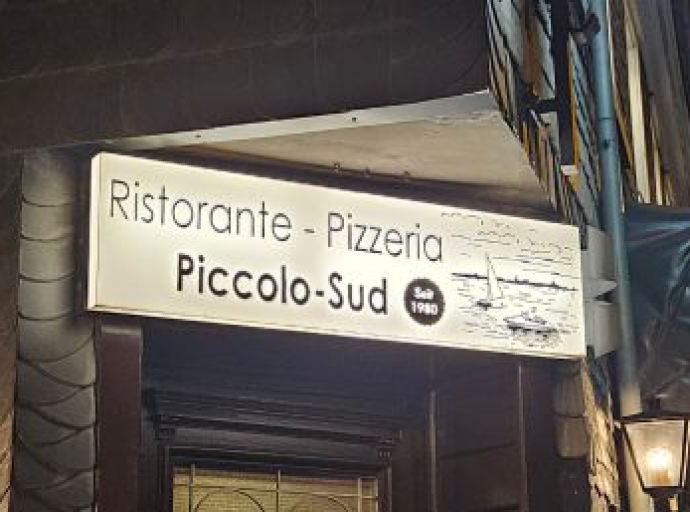 Ristorante - Pizzeria
Piccolo-Sud
Seit
1980